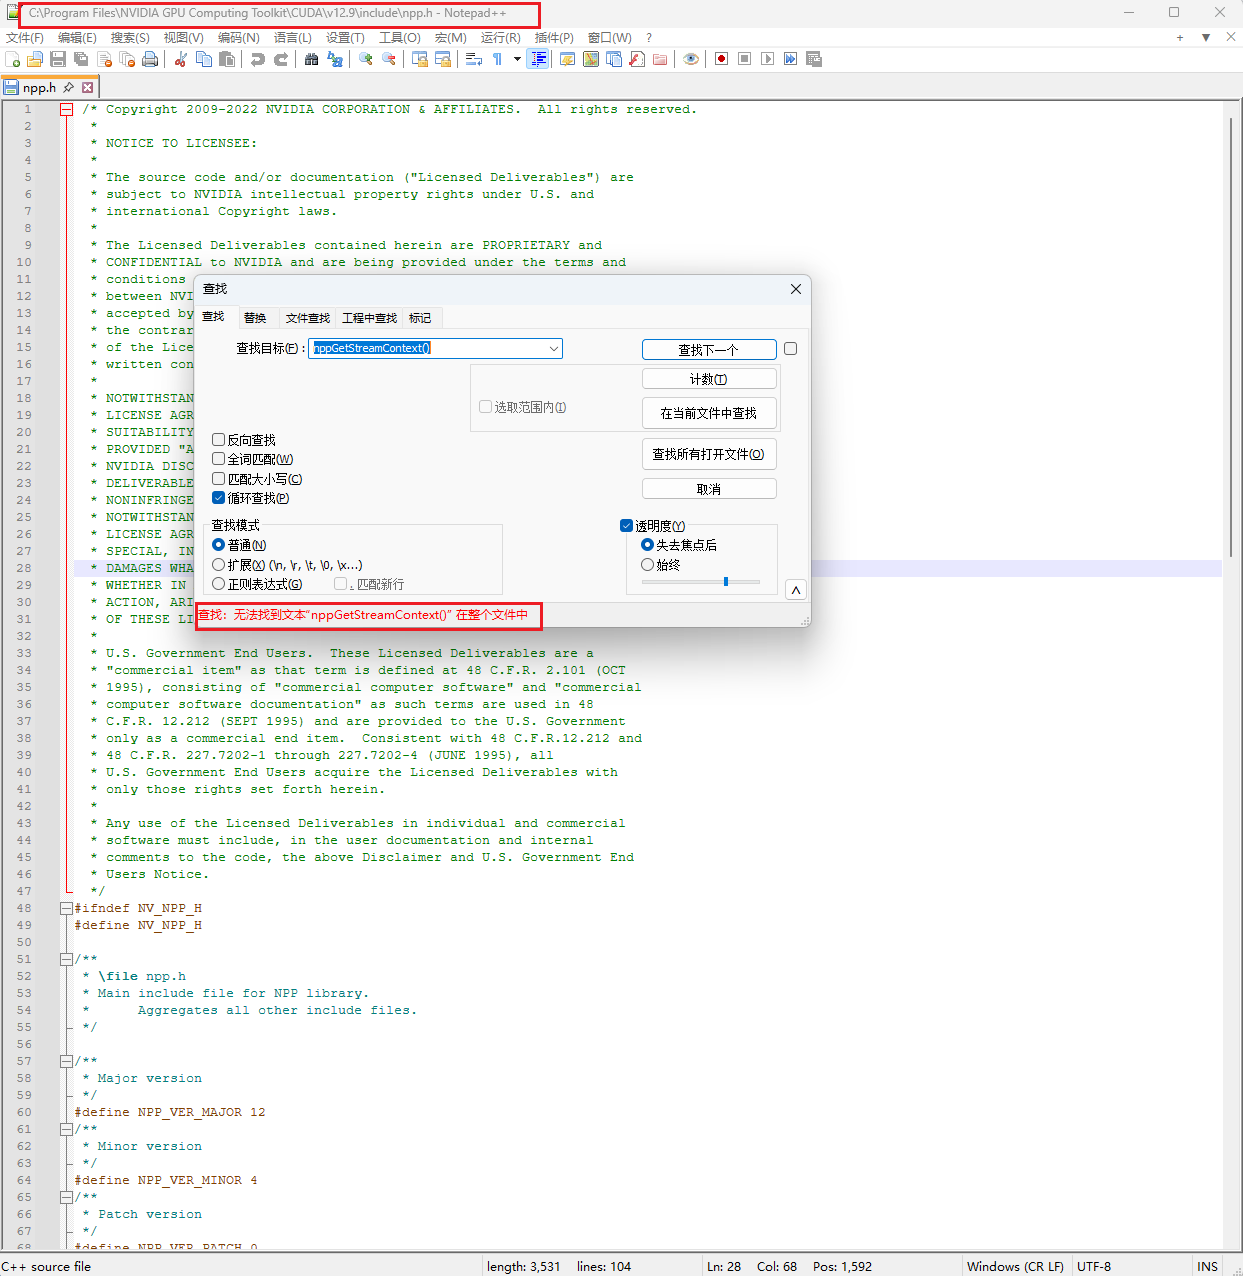 C:\Program Files\NVIDIA GPU Computing Toolkit\CUDA\v12.9\include\npp.h - Notepad++
文件(F) 编辑(E) 搜索(S) 视图(V) 编码(N) 语言(L) 设置(T) 工具(O) 宏(M) 运行(R) 插件(P) 窗口(W) ?
npp.h
1 /* Copyright 2009-2022 NVIDIA CORPORATION & AFFILIATES.  All rights reserved.
2 *
3 * NOTICE TO LICENSEE:
4 *
5 * The source code and/or documentation ("Licensed Deliverables") are
6 * subject to NVIDIA intellectual property rights under U.S. and
7 * international Copyright laws.
8 *
9 * The Licensed Deliverables contained herein are PROPRIETARY and
10 * CONFIDENTIAL to NVIDIA and are being provided under the terms and
11 * conditions
12 * between NVI
13 * accepted by
14 * the contrar
15 * of the Lice
16 * written con
17 *
18 * NOTWITHSTAN
19 * LICENSE AGR
20 * SUITABILITY
21 * PROVIDED "A
22 * NVIDIA DISC
23 * DELIVERABLE
24 * NONINFRINGE
25 * NOTWITHSTAN
26 * LICENSE AGR
27 * SPECIAL, IN
28 * DAMAGES WHA
29 * WHETHER IN
30 * ACTION, ARI
31 * OF THESE LI
32 *
33 * U.S. Government End Users.  These Licensed Deliverables are a
34 * "commercial item" as that term is defined at 48 C.F.R. 2.101 (OCT
35 * 1995), consisting of "commercial computer software" and "commercial
36 * computer software documentation" as such terms are used in 48
37 * C.F.R. 12.212 (SEPT 1995) and are provided to the U.S. Government
38 * only as a commercial end item.  Consistent with 48 C.F.R.12.212 and
39 * 48 C.F.R. 227.7202-1 through 227.7202-4 (JUNE 1995), all
40 * U.S. Government End Users acquire the Licensed Deliverables with
41 * only those rights set forth herein.
42 *
43 * Any use of the Licensed Deliverables in individual and commercial
44 * software must include, in the user documentation and internal
45 * comments to the code, the above Disclaimer and U.S. Government End
46 * Users Notice.
47 */
48 #ifndef NV_NPP_H
49 #define NV_NPP_H
50
51 /**
52 * \file npp.h
53 * Main include file for NPP library.
54 *      Aggregates all other include files.
55 */
56
57 /**
58 * Major version
59 */
60 #define NPP_VER_MAJOR 12
61 /**
62 * Minor version
63 */
64 #define NPP_VER_MINOR 4
65 /**
66 * Patch version
67 */
68 #define NPP_VER_PATCH 0
查找
查找 替换 文件查找 工程中查找 标记
查找目标(F) : nppGetStreamContext()
查找下一个
计数(T)
选取范围内(I)
在当前文件中查找
查找所有打开文件(O)
取消
反向查找
全词匹配(W)
匹配大小写(C)
循环查找(P)
查找模式
普通(N)
扩展(X) (\n, \r, \t, \0, \x...)
正则表达式(G) . 匹配新行
透明度(Y)
失去焦点后
始终
查找: 无法找到文本"nppGetStreamContext()" 在整个文件中
C++ source file length: 3,531 lines: 104 Ln: 28 Col: 68 Pos: 1,592 Windows (CR LF) UTF-8 INS